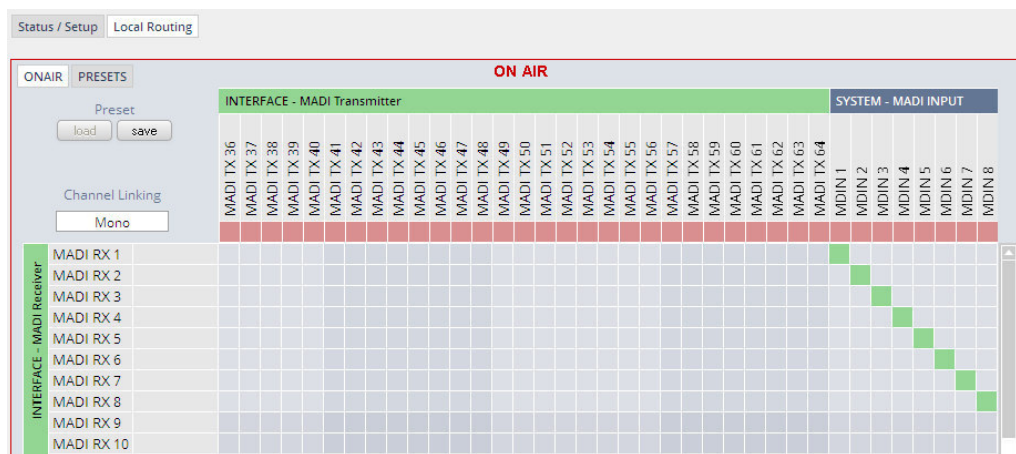 Status / Setup Local Routing
ON AIR
ONAIR PRESETS
Preset
load save
Channel Linking
Mono
INTERFACE - MADI Transmitter
SYSTEM - MADI INPUT
MADI TX 36
MADI TX 37
MADI TX 38
MADI TX 39
MADI TX 40
MADI TX 41
MADI TX 42
MADI TX 43
MADI TX 44
MADI TX 45
MADI TX 46
MADI TX 47
MADI TX 48
MADI TX 49
MADI TX 50
MADI TX 51
MADI TX 52
MADI TX 53
MADI TX 54
MADI TX 55
MADI TX 56
MADI TX 57
MADI TX 58
MADI TX 59
MADI TX 60
MADI TX 61
MADI TX 62
MADI TX 63
MADI TX 64
MDIN 1
MDIN 2
MDIN 3
MDIN 4
MDIN 5
MDIN 6
MDIN 7
MDIN 8
INTERFACE - MADI Receiver
MADI RX 1
MADI RX 2
MADI RX 3
MADI RX 4
MADI RX 5
MADI RX 6
MADI RX 7
MADI RX 8
MADI RX 9
MADI RX 10